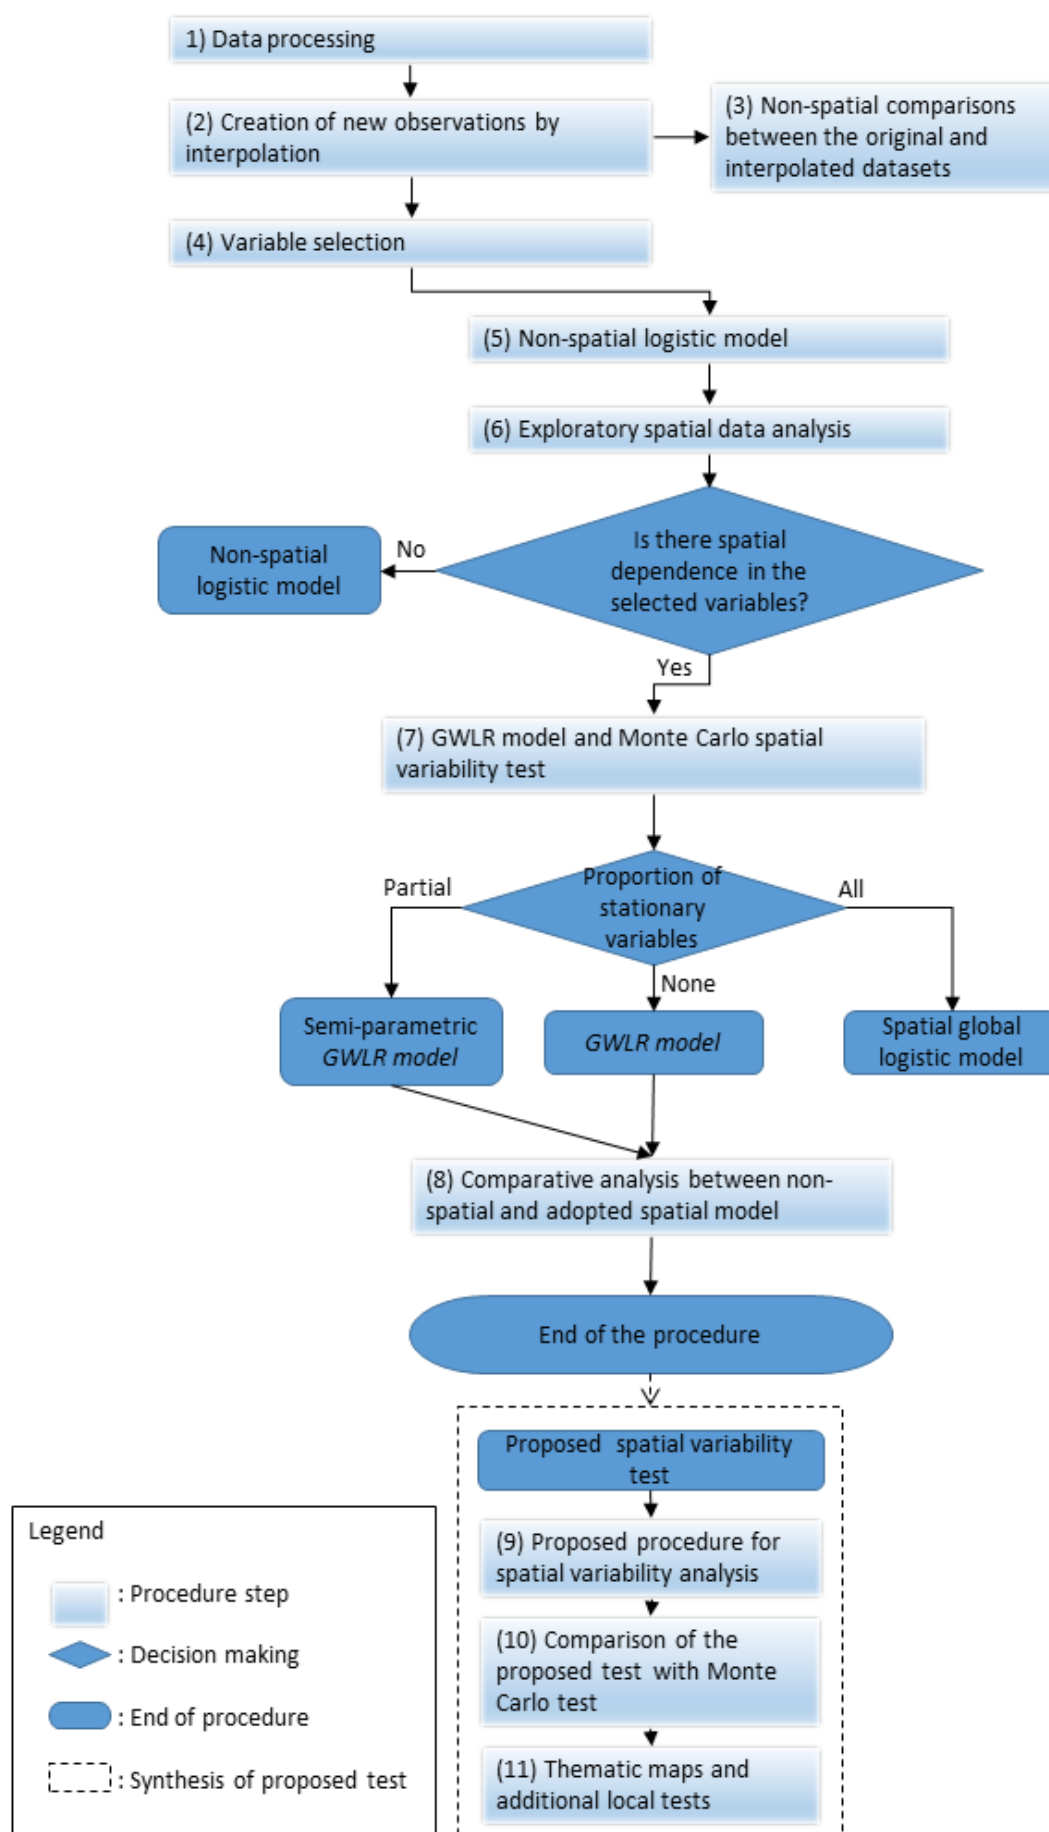 1) Data processing
(2) Creation of new observations by
interpolation
(3) Non-spatial comparisons
between the original and
interpolated datasets
(4) Variable selection
(5) Non-spatial logistic model
(6) Exploratory spatial data analysis
Is there spatial
dependence in the
selected variables?
No
Non-spatial
logistic model
Yes
(7) GWLR model and Monte Carlo spatial
variability test
Proportion of
stationary
variables
Partial
All
None
Semi-parametric
GWLR model
GWLR model
Spatial global
logistic model
(8) Comparative analysis between non-
spatial and adopted spatial model
End of the procedure
Proposed spatial variability
test
(9) Proposed procedure for
spatial variability analysis
(10) Comparison of the
proposed test with Monte
Carlo test
(11) Thematic maps and
additional local tests
Legend
: Procedure step
: Decision making
: End of procedure
: Synthesis of proposed test